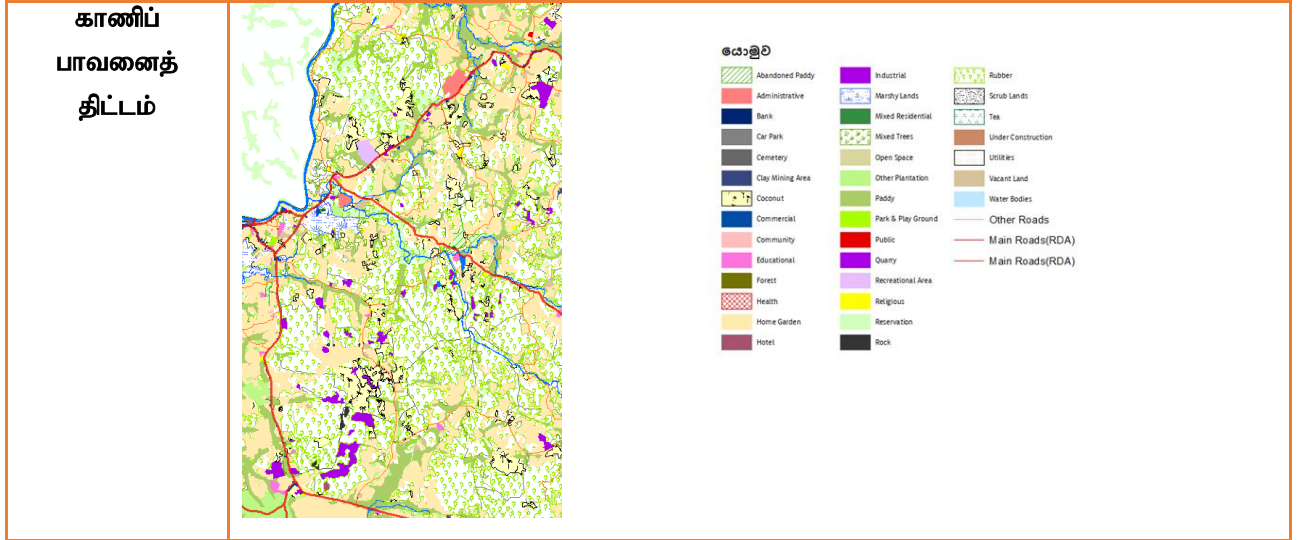 காணிப்
பாவனைத்
திட்டம்
යොමුව
Abandoned Paddy
Administrative
Bank
Car Park
Cemetery
Clay Mining Area
Coconut
Commercial
Community
Educational
Forest
Health
Home Garden
Hotel
Industrial
Marshy Lands
Mixed Residential
Mixed Trees
Open Space
Other Plantation
Paddy
Park & Play Ground
Public
Quarry
Recreational Area
Religious
Reservation
Rock
Rubber
Scrub Lands
Tea
Under Construction
Utilities
Vacant Land
Water Bodies
Other Roads
Main Roads(RDA)
Main Roads(RDA)